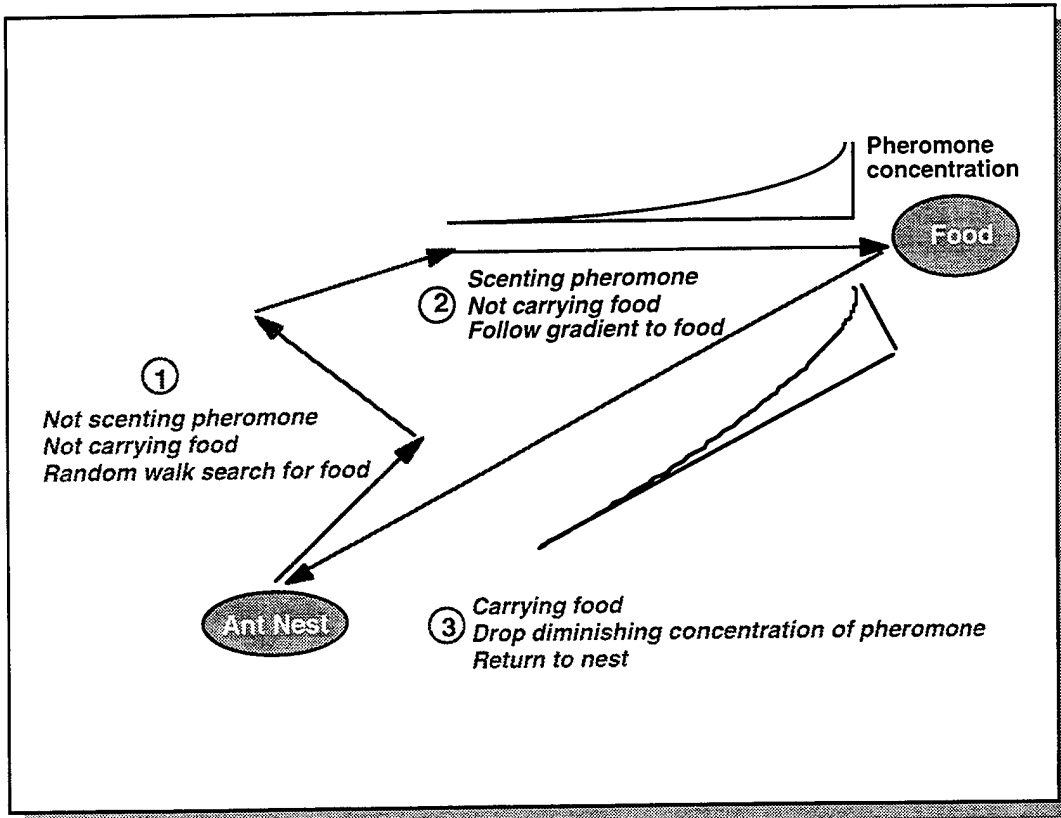 Pheromone
concentration
Food
2 Scenting pheromone
Not carrying food
Follow gradient to food
1
Not scenting pheromone
Not carrying food
Random walk search for food
Ant Nest
3 Carrying food
Drop diminishing concentration of pheromone
Return to nest